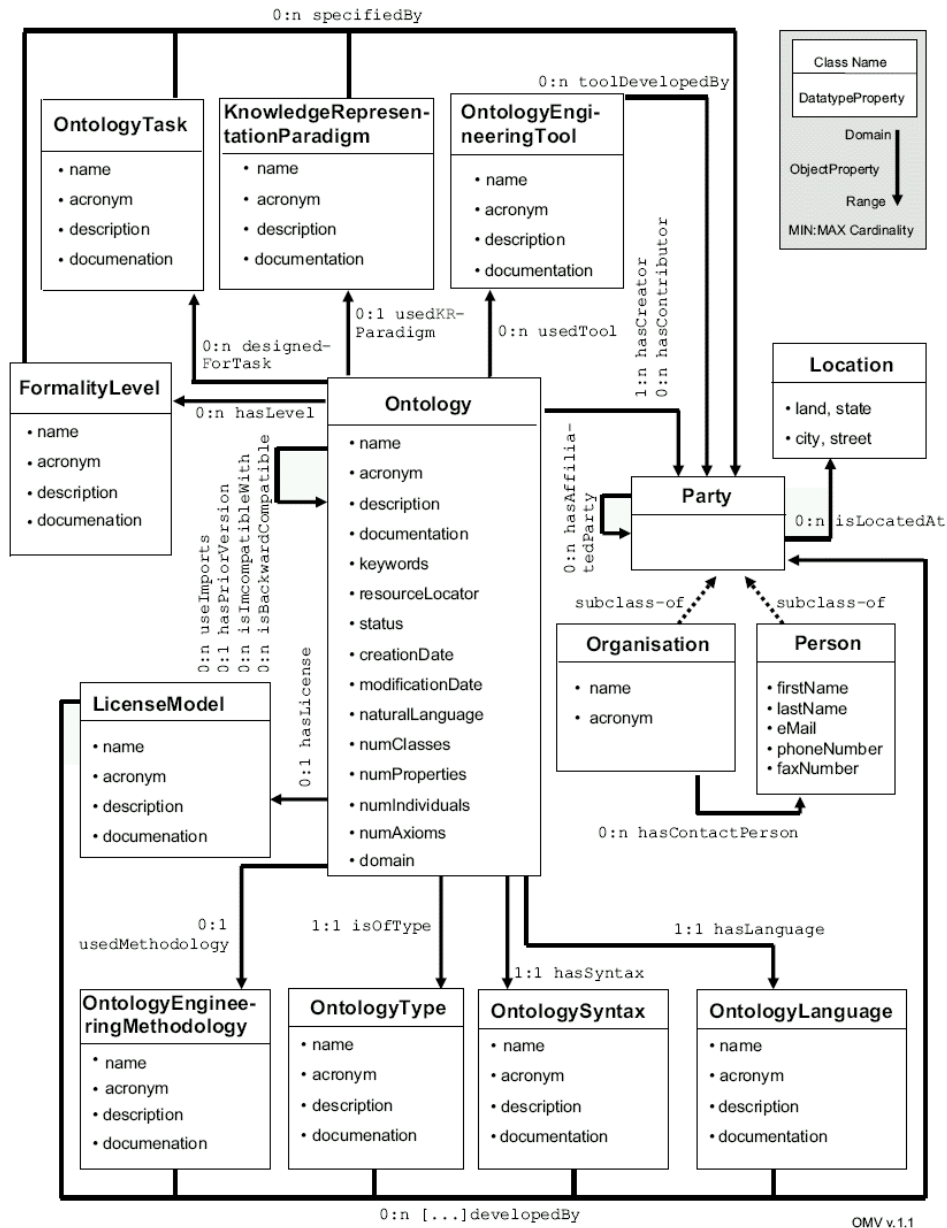 0:n specifiedBy
Class Name
DatatypeProperty
Domain
ObjectProperty
Range
MIN:MAX Cardinality
0:n toolDevelopedBy
OntologyTask
• name
• acronym
• description
• documenation
KnowledgeRepresen-
tationParadigm
• name
• acronym
• description
• documenation
OntologyEngi-
neeringTool
• name
• acronym
• description
• documentation
0:n designed-
ForTask
0:1 usedKR-
Paradigm
0:n usedTool
1:n hasCreator
0:n hasContributor
FormalityLevel
• name
• acronym
• description
• documenation
0:n hasLevel
Ontology
• name
• acronym
• description
• documentation
• keywords
• resourceLocator
• status
• creationDate
• modificationDate
• naturalLanguage
• numClasses
• numProperties
• numIndividuals
• numAxioms
• domain
Location
• land, state
• city, street
Party
0:n hasAffilia-
tedParty
0:n isLocatedAt
0:n useImports
0:1 hasPriorVersion
0:n isImcompatibleWith
0:n isBackwardCompatible
subclass-of
subclass-of
Organisation
• name
• acronym
Person
• firstName
• lastName
• eMail
• phoneNumber
• faxNumber
0:n hasContactPerson
0:1 hasLicense
LicenseModel
• name
• acronym
• description
• documenation
0:1
usedMethodology
1:1 isOfType
1:1 hasSyntax
1:1 hasLanguage
OntologyEnginee-
ringMethodology
• name
• acronym
• description
• documenation
OntologyType
• name
• acronym
• description
• documenation
OntologySyntax
• name
• acronym
• description
• documentation
OntologyLanguage
• name
• acronym
• description
• documentation
0:n [...]developedBy
OMV v.1.1